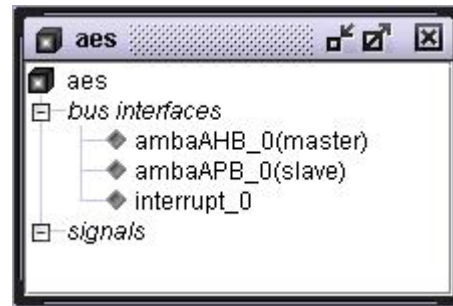 aes
aes
bus interfaces
ambaAHB_0(master)
ambaAPB_0(slave)
interrupt_0
signals